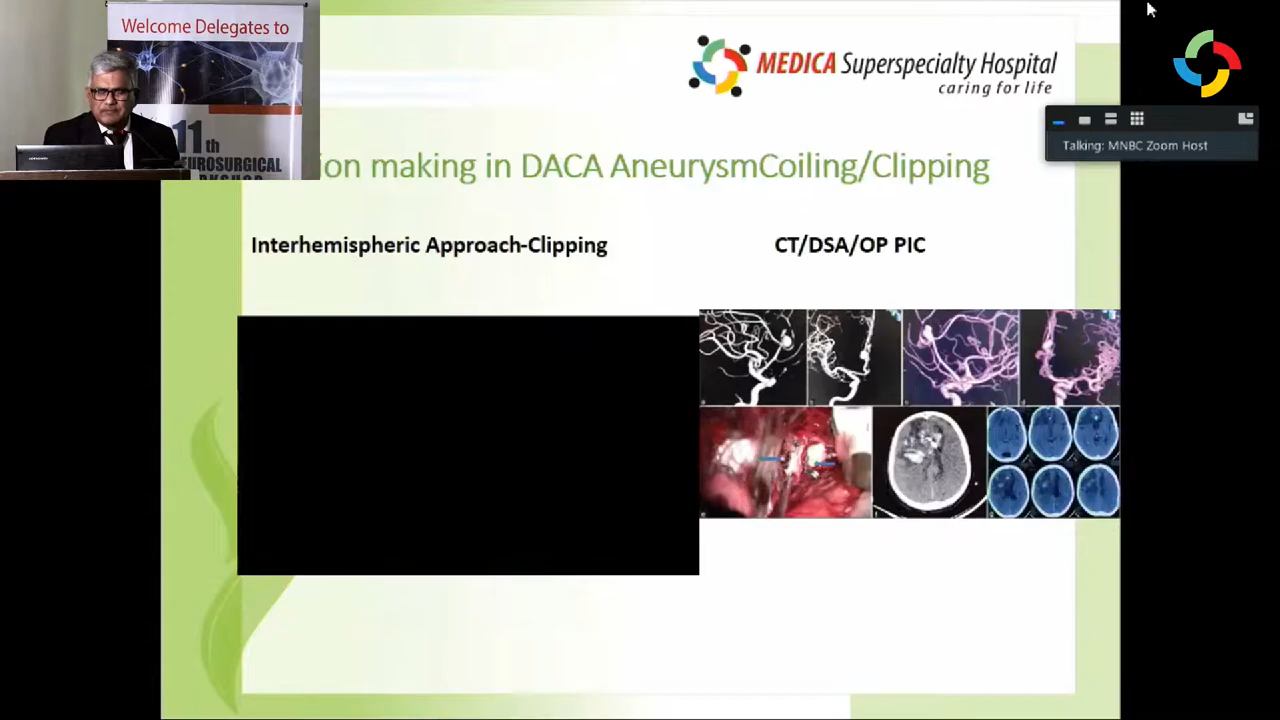 Welcome Delegates to
11th
NEUROSURGICAL
MEDICA Superspecialty Hospital
caring for life
Talking: MNBC Zoom Host
ion making in DACA AneurysmCoiling/Clipping
Interhemispheric Approach-Clipping
CT/DSA/OP PIC